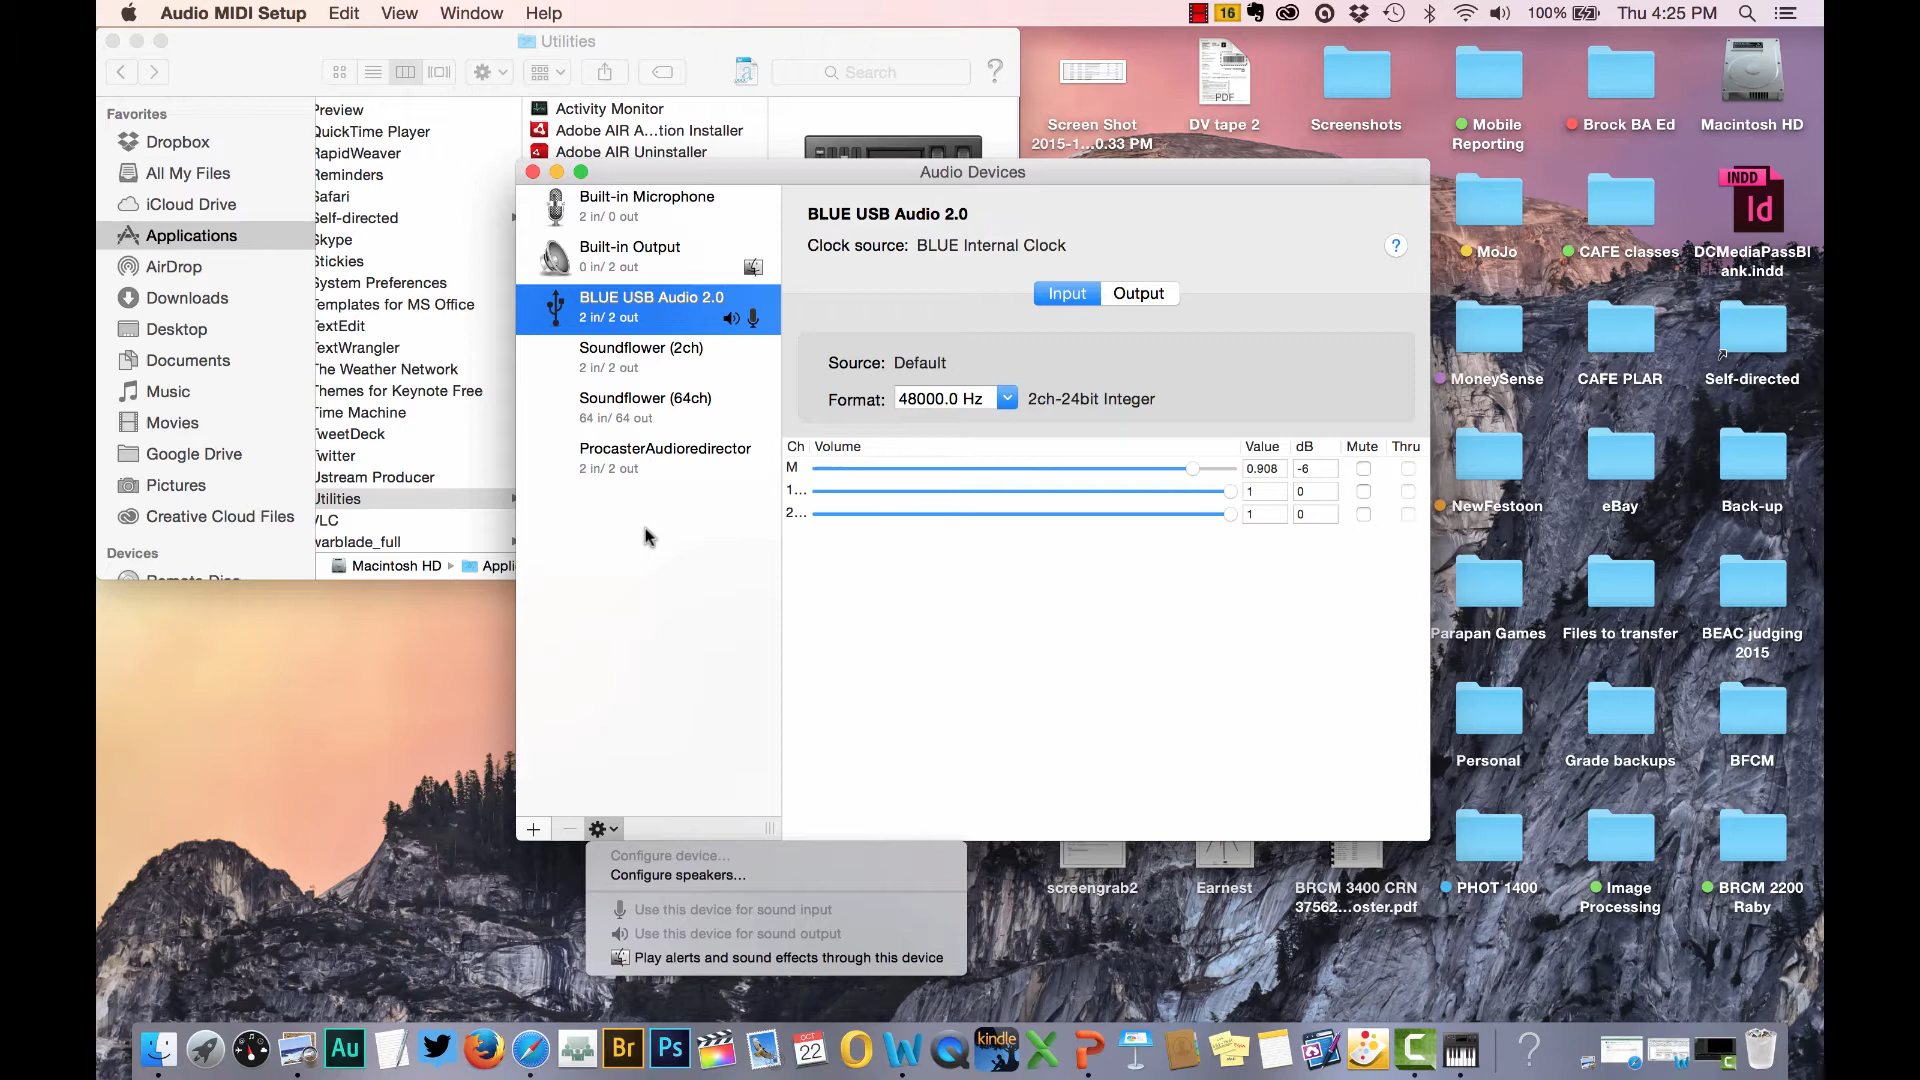 Audio MIDI Setup Edit View Window Help
16 100% Thu 4:25 PM
Utilities
Search
Favorites
Dropbox
All My Files
iCloud Drive
Applications
AirDrop
Downloads
Desktop
Documents
Music
Movies
Google Drive
Pictures
Creative Cloud Files
Devices
Remote Disc
Preview
QuickTime Player
RapidWeaver
Reminders
Safari
Self-directed
Skype
Stickies
System Preferences
Templates for MS Office
TextEdit
TextWrangler
The Weather Network
Themes for Keynote Free
Time Machine
TweetDeck
Twitter
Ustream Producer
Utilities
VLC
warblade_full
Macintosh HD Appli
Activity Monitor
Adobe AIR A...tion Installer
Adobe AIR Uninstaller
Audio Devices
Built-in Microphone
2 in/ 0 out
Built-in Output
0 in/ 2 out
BLUE USB Audio 2.0
2 in/ 2 out
Soundflower (2ch)
2 in/ 2 out
Soundflower (64ch)
64 in/ 64 out
ProcasterAudioredirector
2 in/ 2 out
BLUE USB Audio 2.0
Clock source: BLUE Internal Clock
?
Input Output
Source: Default
Format: 48000.0 Hz 2ch-24bit Integer
Ch Volume Value dB Mute Thru
M 0.908 -6
1... 1 0
2... 1 0
Configure device...
Configure speakers...
Use this device for sound input
Use this device for sound output
Play alerts and sound effects through this device
Screen Shot
2015-1...0.33 PM
PDF
DV tape 2
Screenshots
Mobile
Reporting
Brock BA Ed
Macintosh HD
MoJo
CAFE classes
INDD
Id
DCMediaPassBl
ank.indd
MoneySense
CAFE PLAR
Self-directed
NewFestoon
eBay
Back-up
Parapan Games
Files to transfer
BEAC judging
2015
Personal
Grade backups
BFCM
screengrab2
Earnest
BRCM 3400 CRN
37562...oster.pdf
PHOT 1400
Image
Processing
BRCM 2200
Raby
Au
Br
Ps
OCT
22
kindle
?